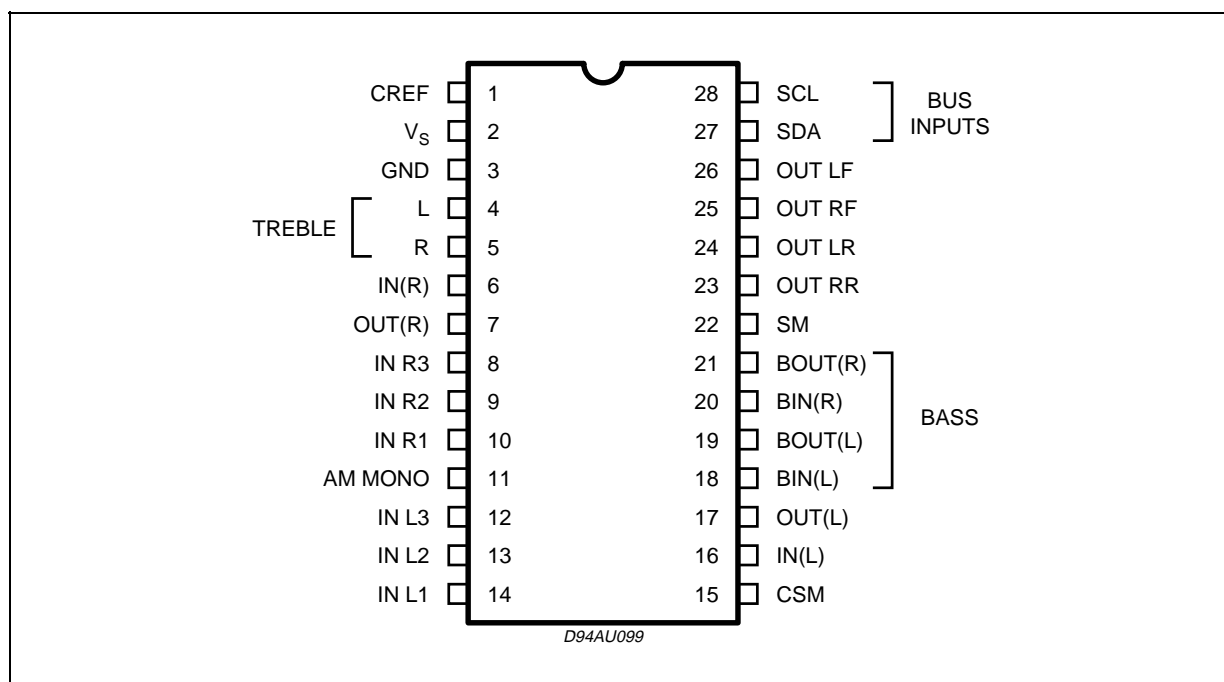 CREF 1 28 SCL
V_S 2 27 SDA
BUS
INPUTS
GND 3 26 OUT LF
L 4 25 OUT RF
TREBLE
R 5 24 OUT LR
IN(R) 6 23 OUT RR
OUT(R) 7 22 SM
IN R3 8 21 BOUT(R)
IN R2 9 20 BIN(R)
BASS
IN R1 10 19 BOUT(L)
AM MONO 11 18 BIN(L)
IN L3 12 17 OUT(L)
IN L2 13 16 IN(L)
IN L1 14 15 CSM
D94AU099